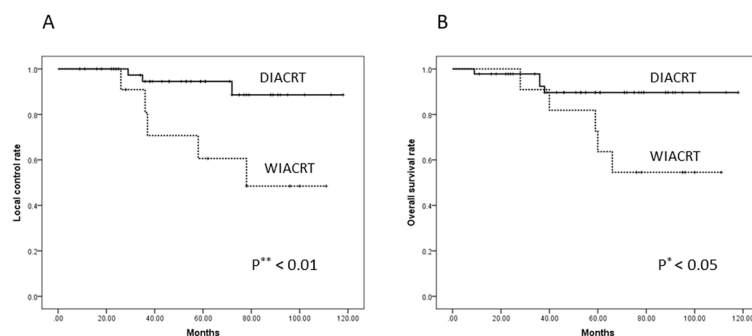 A
Local control rate
1.0
0.8
0.6
0.4
0.2
0.0
DIACRT
WIACRT
P** < 0.01
.00 20.00 40.00 60.00 80.00 100.00 120.00
Months
B
Overall survival rate
1.0
0.8
0.6
0.4
0.2
0.0
DIACRT
WIACRT
P* < 0.05
.00 20.00 40.00 60.00 80.00 100.00 120.00
Months